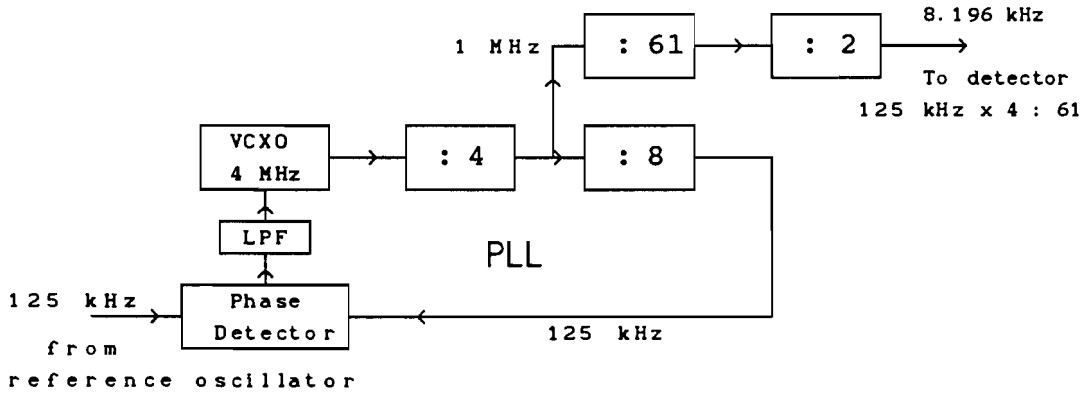 8.196 kHz
1 MHz
: 61
: 2
To detector
125 kHz x 4 : 61
VCXO
4 MHz
: 4
: 8
LPF
PLL
125 kHz
Phase
Detector
125 kHz
from
reference oscillator